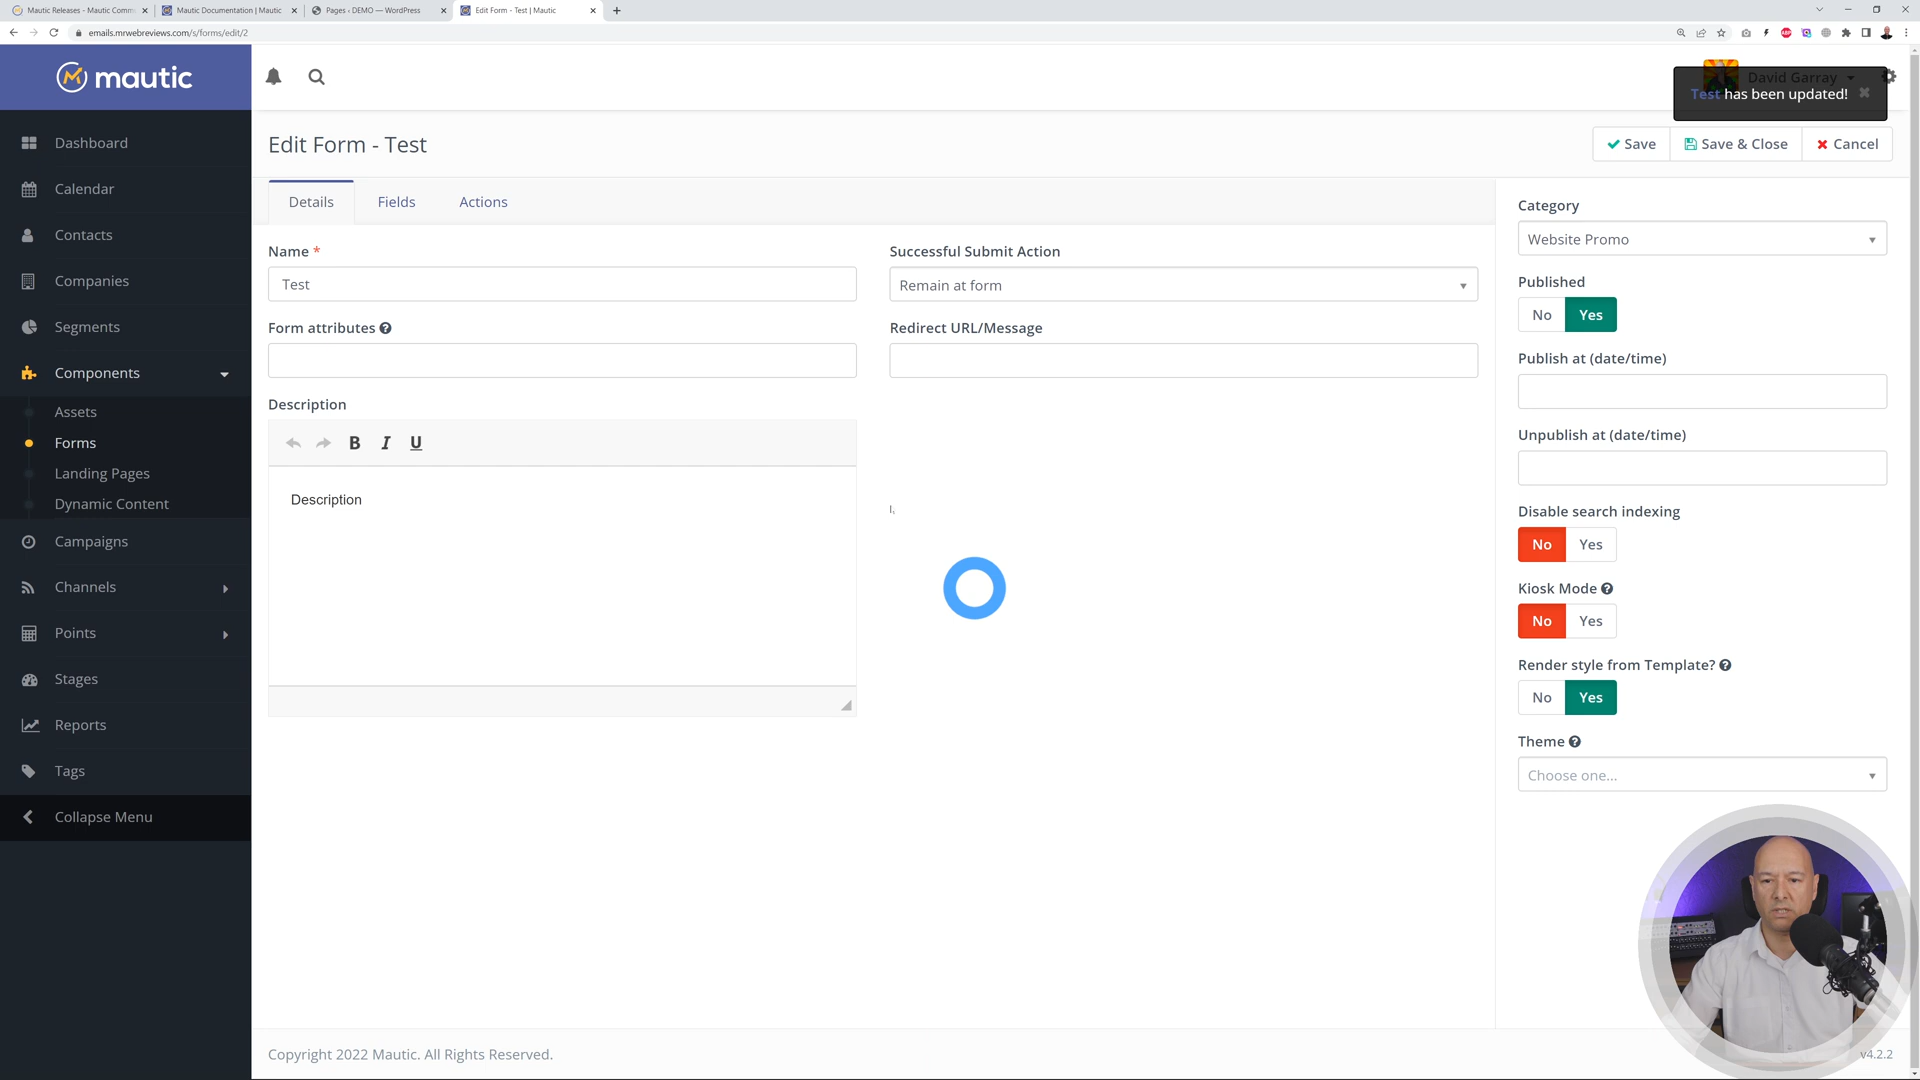 Mautic Releases - Mautic Comm
Mautic Documentation | Mautic
Pages ‹ DEMO — WordPress
Edit Form - Test | Mautic
emails.mrwebreviews.com/s/forms/edit/2
mautic
David Garray
Test has been updated!
Edit Form - Test
Save
Save & Close
Cancel
Dashboard
Calendar
Contacts
Companies
Segments
Components
Assets
Forms
Landing Pages
Dynamic Content
Campaigns
Channels
Points
Stages
Reports
Tags
Collapse Menu
Details
Fields
Actions
Name *
Test
Successful Submit Action
Remain at form
Form attributes
Redirect URL/Message
Description
B I U
Description
Category
Website Promo
Published
No Yes
Publish at (date/time)
Unpublish at (date/time)
Disable search indexing
No Yes
Kiosk Mode
No Yes
Render style from Template?
No Yes
Theme
Choose one...
Copyright 2022 Mautic. All Rights Reserved.
v4.2.2